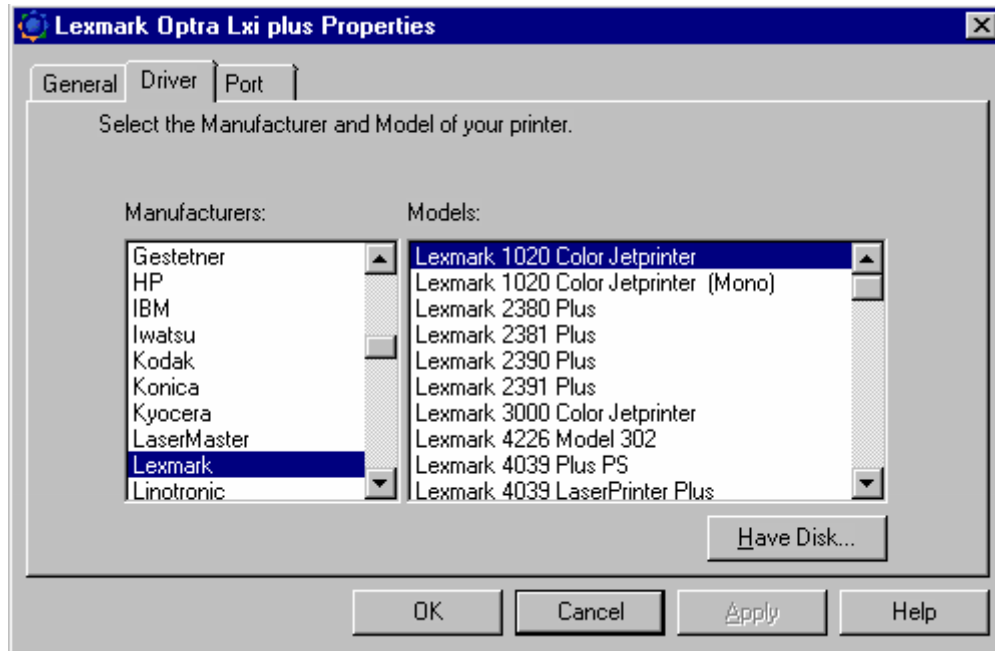 Lexmark Optra Lxi plus Properties
General Driver Port
Select the Manufacturer and Model of your printer.
Manufacturers:
Gestetner
HP
IBM
Iwatsu
Kodak
Konica
Kyocera
LaserMaster
Lexmark
Linotronic
Models:
Lexmark 1020 Color Jetprinter
Lexmark 1020 Color Jetprinter (Mono)
Lexmark 2380 Plus
Lexmark 2381 Plus
Lexmark 2390 Plus
Lexmark 2391 Plus
Lexmark 3000 Color Jetprinter
Lexmark 4226 Model 302
Lexmark 4039 Plus PS
Lexmark 4039 LaserPrinter Plus
Have Disk...
OK Cancel Apply Help